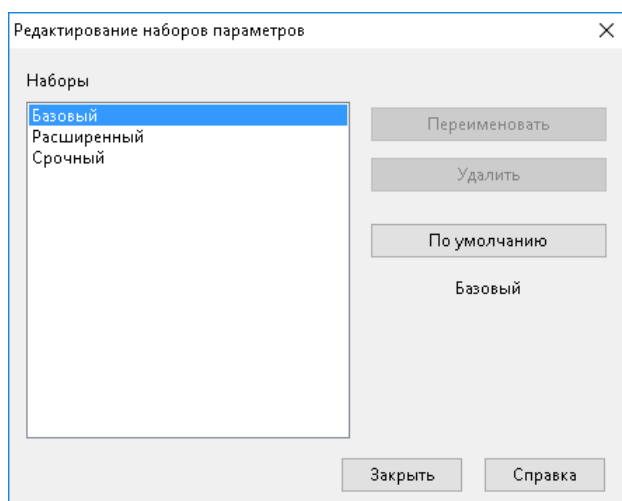 Редактирование наборов параметров
Наборы
Базовый
Расширенный
Срочный
Переименовать
Удалить
По умолчанию
Базовый
Закрыть
Справка